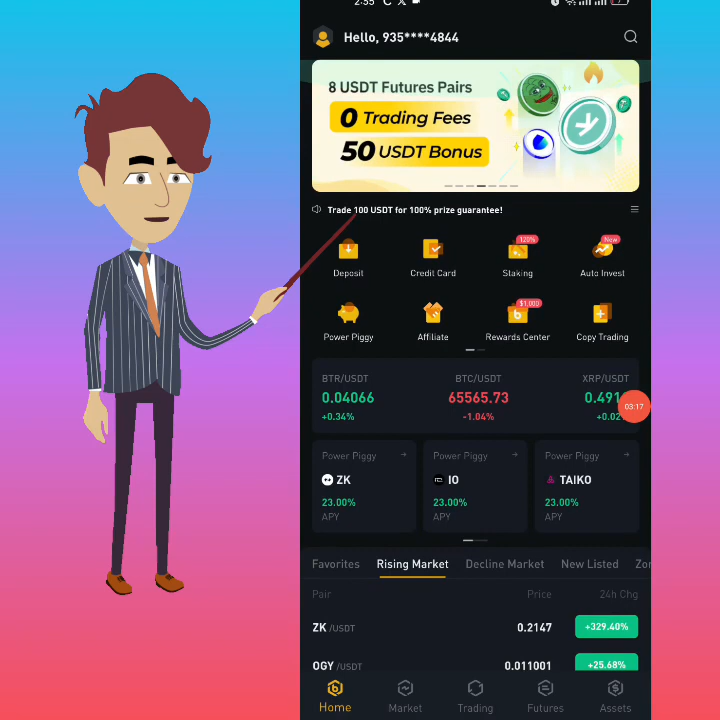 2:55
Hello, 935****4844
8 USDT Futures Pairs
0 Trading Fees
50 USDT Bonus
Trade 100 USDT for 100% prize guarantee!
120%
New
Deposit
Credit Card
Staking
Auto Invest
$1,000
Power Piggy
Affiliate
Rewards Center
Copy Trading
BTR/USDT
BTC/USDT
XRP/USDT
0.04066
65565.73
0.491
03:17
+0.34%
-1.04%
+0.02
Power Piggy
Power Piggy
Power Piggy
ZK
IO
TAIKO
23.00%
23.00%
23.00%
APY
APY
APY
Favorites
Rising Market
Decline Market
New Listed
Zo
Pair
Price
24h Chg
ZK /USDT
0.2147
+329.40%
OGY /USDT
0.011001
+25.68%
Home
Market
Trading
Futures
Assets